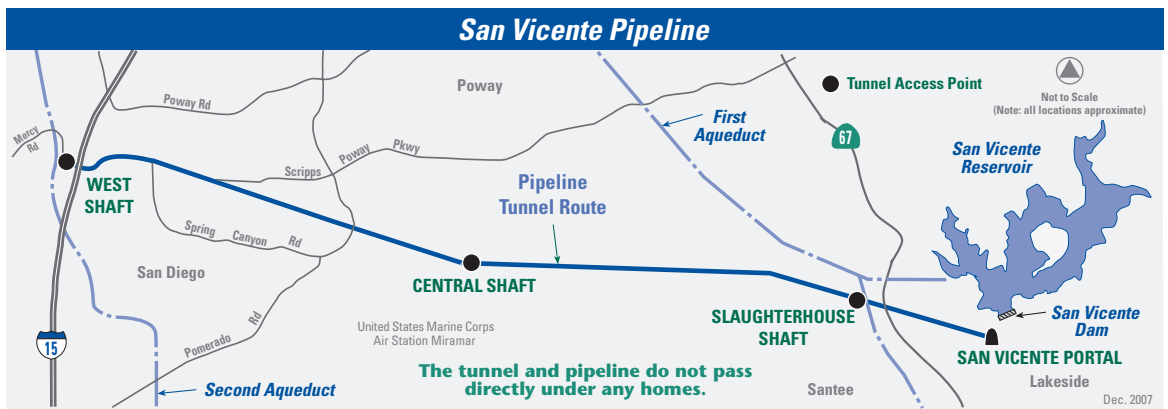 San Vicente Pipeline
Poway Rd
Poway
Tunnel Access Point
Not to Scale
(Note: all locations approximate)
Mercy
Rd
First
Aqueduct
67
San Vicente
Reservoir
Scripps Poway Pkwy
WEST
SHAFT
Pipeline
Tunnel Route
Spring Canyon Rd
San Diego
CENTRAL SHAFT
SLAUGHTERHOUSE
SHAFT
San Vicente
Dam
15
Pomerado Rd
United States Marine Corps
Air Station Miramar
SAN VICENTE PORTAL
The tunnel and pipeline do not pass
directly under any homes.
Second Aqueduct
Santee
Lakeside
Dec. 2007